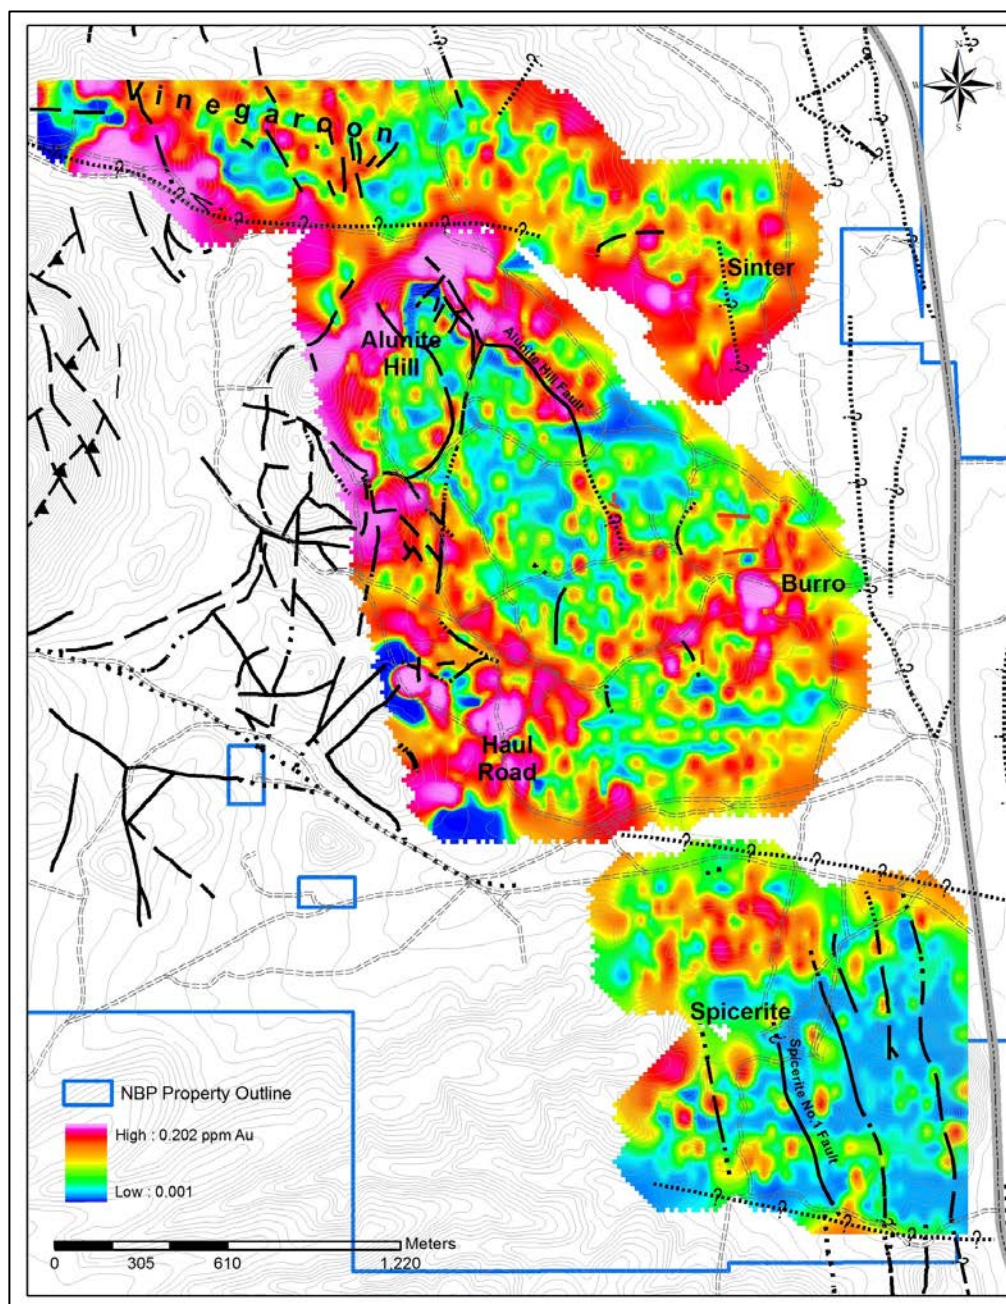 Vinegaroon
N
W
E
S
Sinter
Alunite
Hill
Alunite Hill Fault
Burro
Haul
Road
Spicerite
Spicerite No.1 Fault
NBP Property Outline
High : 0.202 ppm Au
Low : 0.001
Meters
0 305 610 1,220